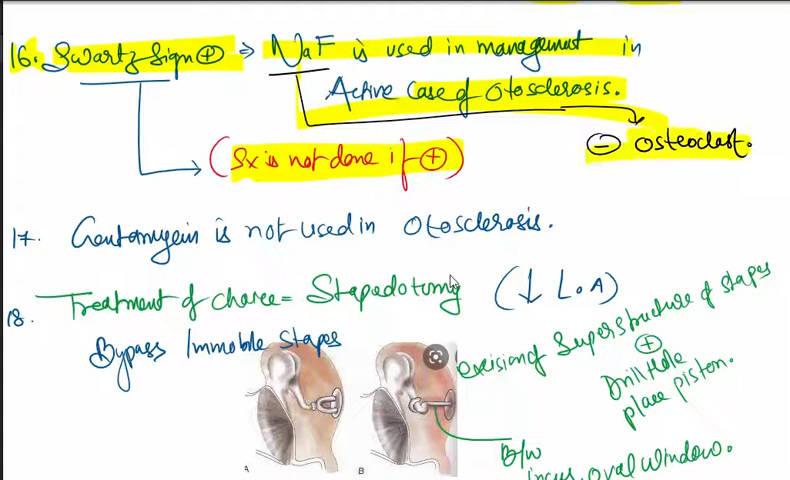 16. Swartz Sign ⊕ ⇒ NaF is used in management in
Active Case of Otosclerosis.
⊖ Osteoclast.
(Sx is not done if ⊕)
17. Gentamycin is not used in Otosclerosis.
18. Treatment of choice = Stapedotomy (↓ L.A)
Bypass Immobile Stapes
excision of Superstructure of stapes
⊕
Drill Hole
place piston.
B/w
incus, oval window.
A
B